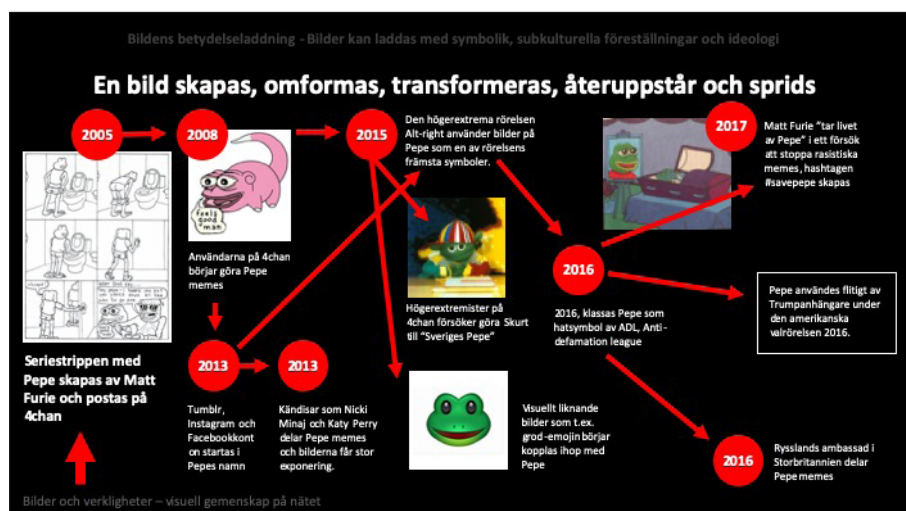 Bildens betydelseladdning - Bilder kan laddas med symbolik, subkulturella föreställningar och ideologi
En bild skapas, omformas, transformeras, återuppstår och sprids
2005
Seriestrippen med
Pepe skapas av Matt
Furie och postas på
4chan
2008
feels
good
man
Användarna på 4chan
börjar göra Pepe
memes
2013
Tumblr,
Instagram och
Facebookkont
on startas i
Pepes namn
2013
Kändisar som Nicki
Minaj och Katy Perry
delar Pepe memes
och bilderna får stor
exponering.
2015
Den högerextrema rörelsen
Alt-right använder bilder på
Pepe som en av rörelsens
främsta symboler.
Högerextremister på
4chan försöker göra Skurt
till "Sveriges Pepe"
Visuellt liknande
bilder som t.ex.
grod-emojin börjar
kopplas ihop med
Pepe
2016
2016, klassas Pepe som
hatsymbol av ADL, Anti-
defamation league
2017
Matt Furie "tar livet
av Pepe" i ett försök
att stoppa rasistiska
memes, hashtagen
#savepepe skapas
Pepe användes flitigt av
Trumpanhängare under
den amerikanska
valrörelsen 2016.
2016
Rysslands ambassad i
Storbritannien delar
Pepe memes
Bilder och verkligheter – visuell gemenskap på nätet